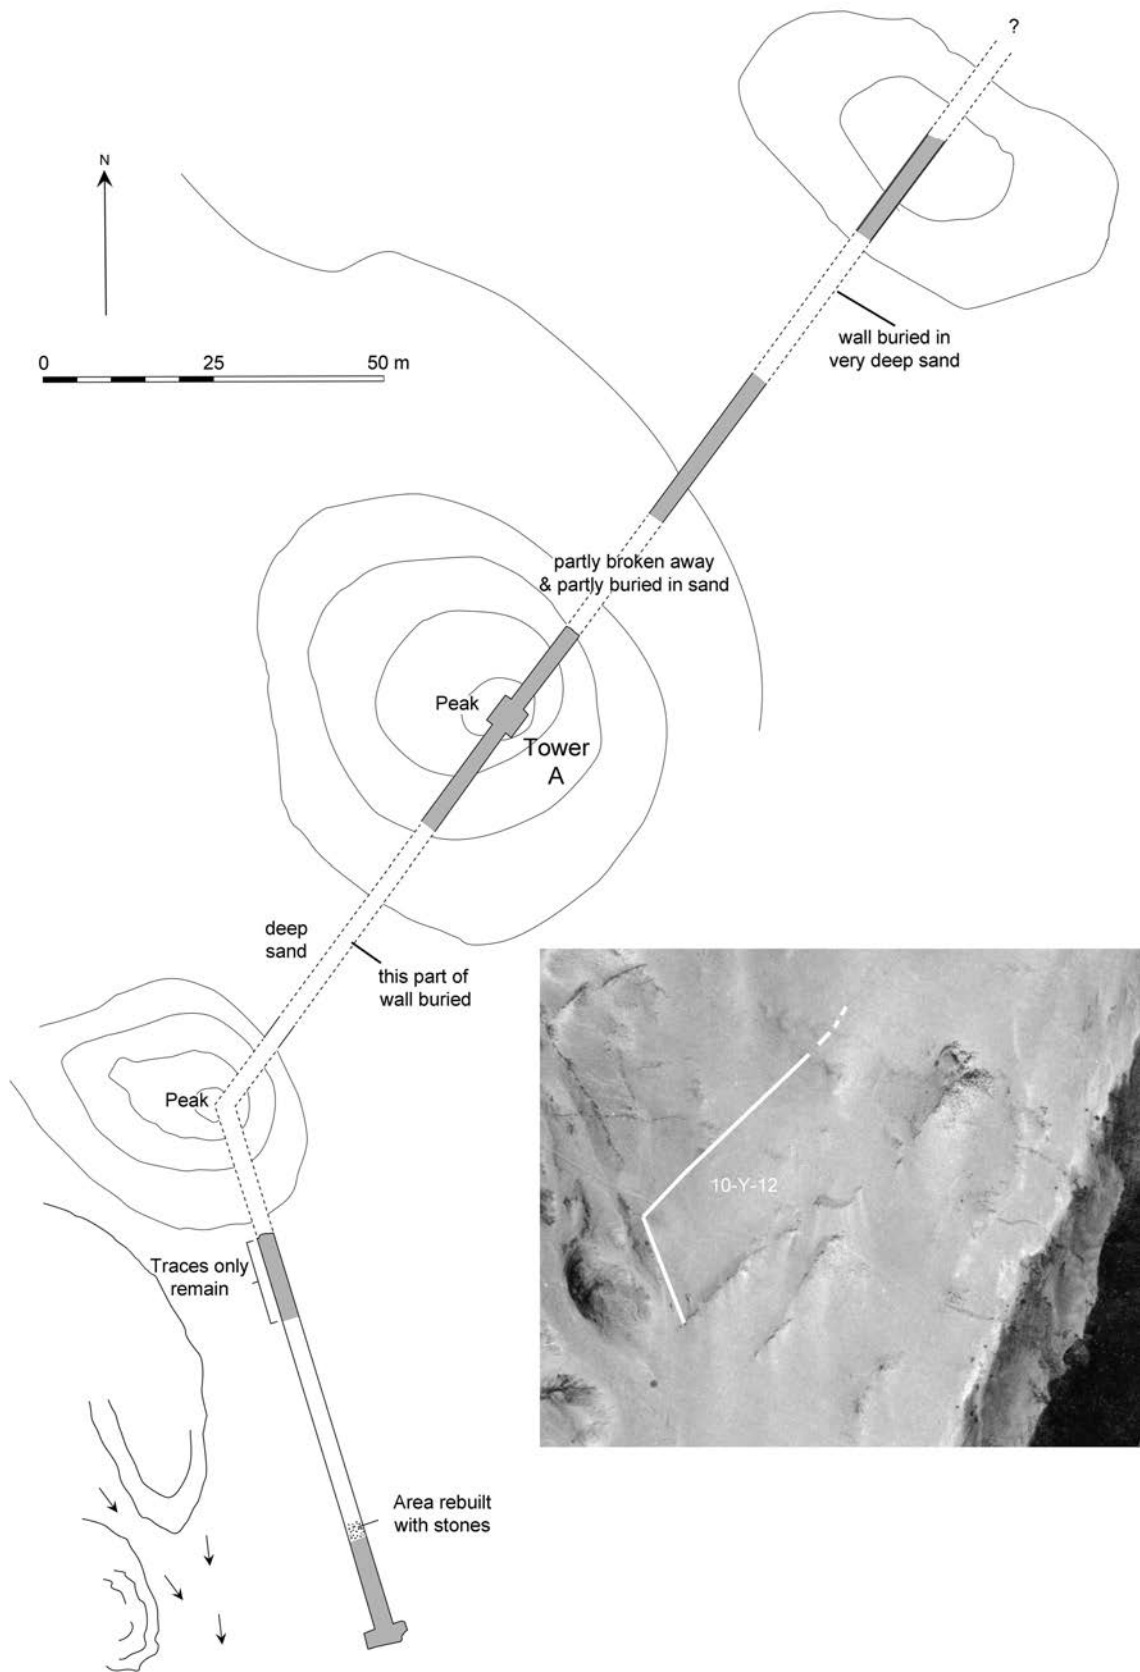 ?
N
0 25 50 m
wall buried in
very deep sand
partly broken away
& partly buried in sand
Peak
Tower
A
deep
sand
this part of
wall buried
Peak
10-Y-12
Traces only
remain
Area rebuilt
with stones